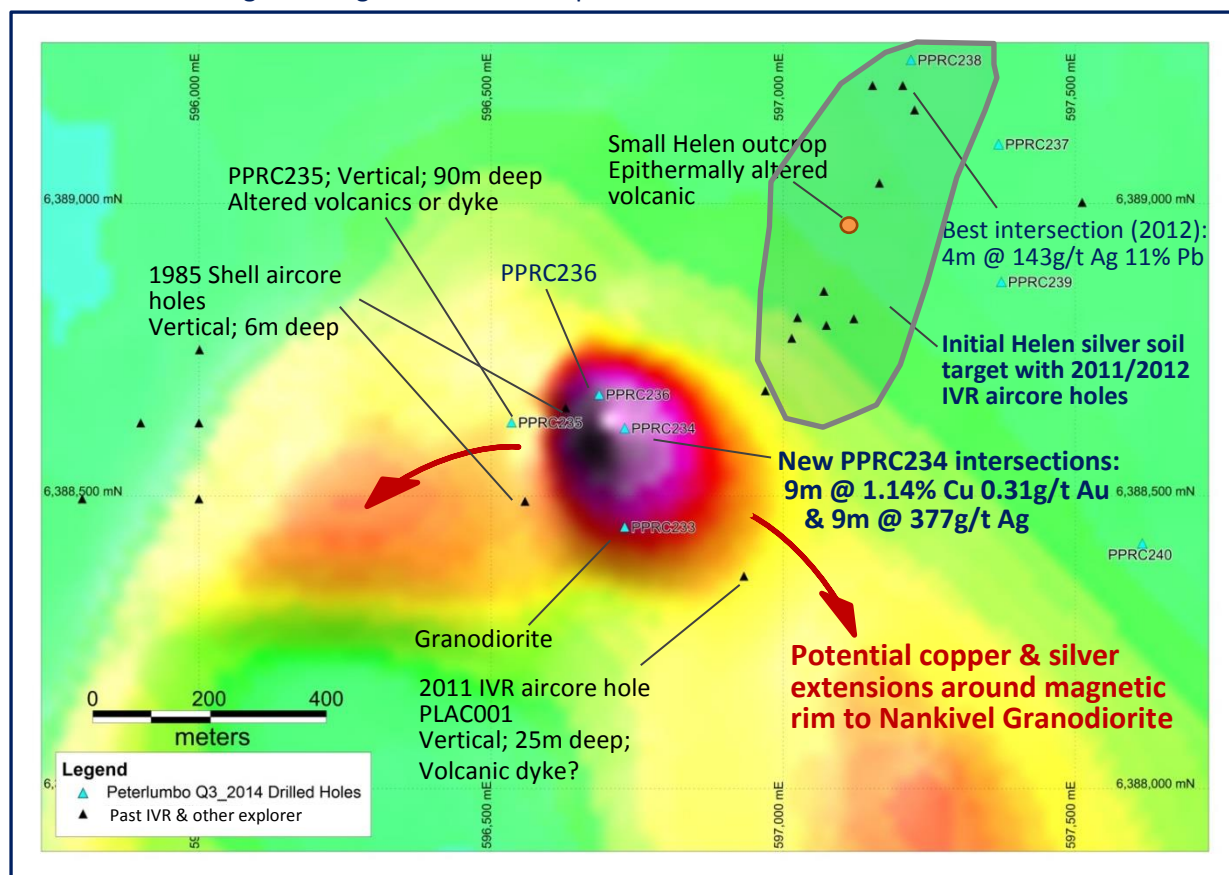 596,000 mE
596,500 mE
597,000 mE
597,500 mE
PPRC238
PPRC237
Small Helen outcrop
Epithermally altered
volcanic
PPRC235; Vertical; 90m deep
Altered volcanics or dyke
6,389,000 mN
6,389,000 mN
Best intersection (2012):
4m @ 143g/t Ag 11% Pb
1985 Shell aircore
holes
Vertical; 6m deep
PPRC236
PPRC239
Initial Helen silver soil
target with 2011/2012
IVR aircore holes
PPRC236
PPRC235
PPRC234
New PPRC234 intersections:
9m @ 1.14% Cu 0.31g/t Au
& 9m @ 377g/t Ag
6,388,500 mN
6,388,500 mN
PPRC233
PPRC240
Granodiorite
2011 IVR aircore hole
PLAC001
Vertical; 25m deep;
Volcanic dyke?
Potential copper & silver
extensions around magnetic
rim to Nankivel Granodiorite
0 200 400
meters
Legend
Peterlumbo Q3_2014 Drilled Holes
Past IVR & other explorer
6,388,000 mN
596,500 mE
597,000 mE
597,500 mE